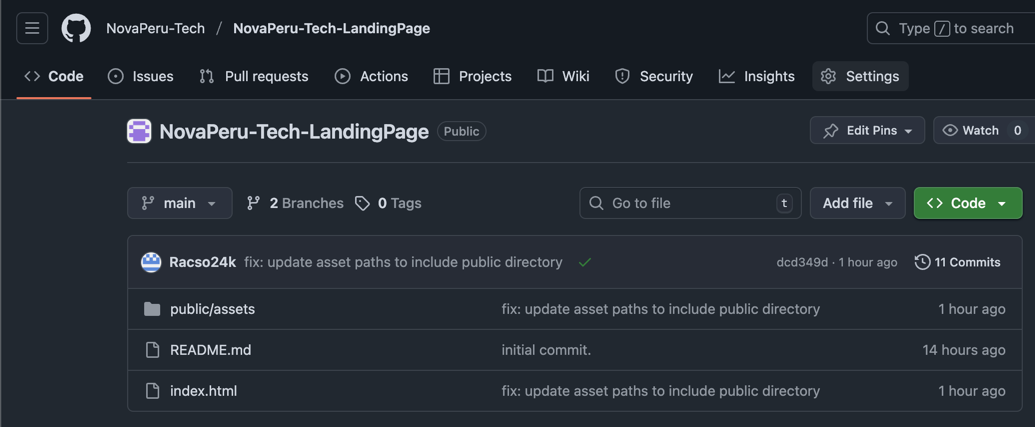 NovaPeru-Tech / NovaPeru-Tech-LandingPage Type / to search
Code Issues Pull requests Actions Projects Wiki Security Insights Settings
NovaPeru-Tech-LandingPage Public Edit Pins Watch 0
main 2 Branches 0 Tags Go to file t Add file Code
Racso24k fix: update asset paths to include public directory dcd349d · 1 hour ago 11 Commits
public/assets fix: update asset paths to include public directory 1 hour ago
README.md initial commit. 14 hours ago
index.html fix: update asset paths to include public directory 1 hour ago